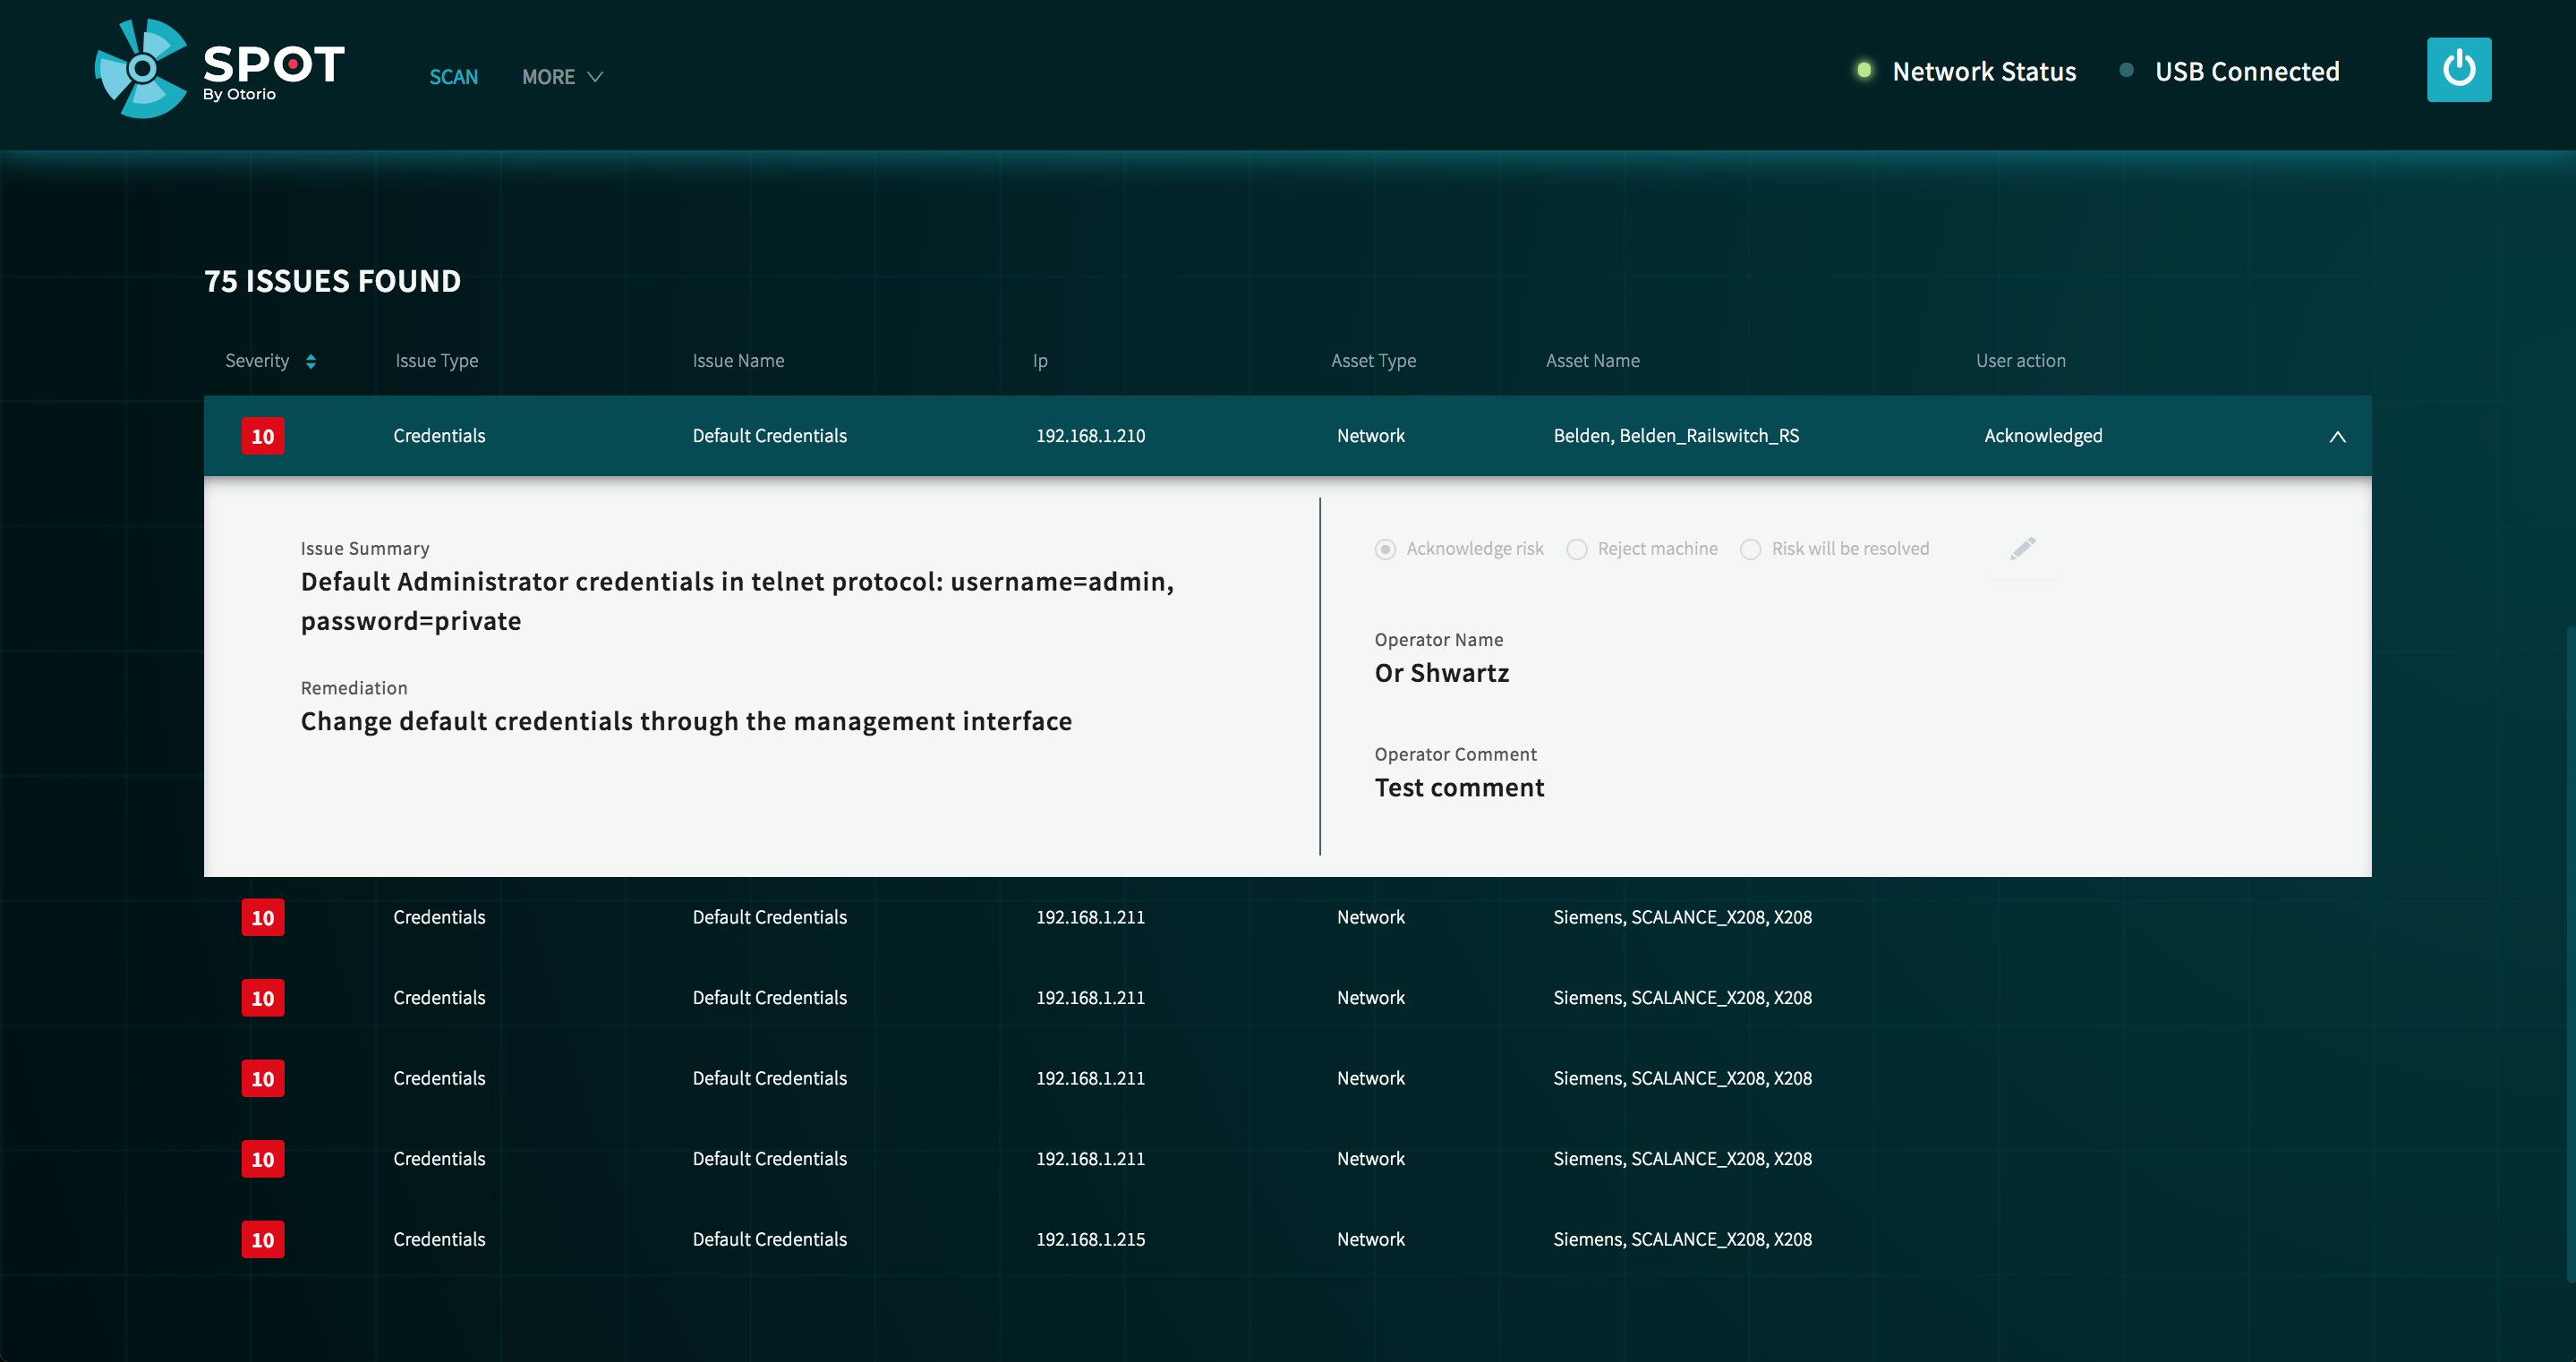 SPOT
By Otorio
SCAN MORE
Network Status USB Connected
75 ISSUES FOUND
Severity Issue Type Issue Name Ip Asset Type Asset Name User action
10 Credentials Default Credentials 192.168.1.210 Network Belden, Belden_Railswitch_RS Acknowledged
Issue Summary
Default Administrator credentials in telnet protocol: username=admin,
password=private
Remediation
Change default credentials through the management interface
Acknowledge risk Reject machine Risk will be resolved
Operator Name
Or Shwartz
Operator Comment
Test comment
10 Credentials Default Credentials 192.168.1.211 Network Siemens, SCALANCE_X208, X208
10 Credentials Default Credentials 192.168.1.211 Network Siemens, SCALANCE_X208, X208
10 Credentials Default Credentials 192.168.1.211 Network Siemens, SCALANCE_X208, X208
10 Credentials Default Credentials 192.168.1.211 Network Siemens, SCALANCE_X208, X208
10 Credentials Default Credentials 192.168.1.215 Network Siemens, SCALANCE_X208, X208